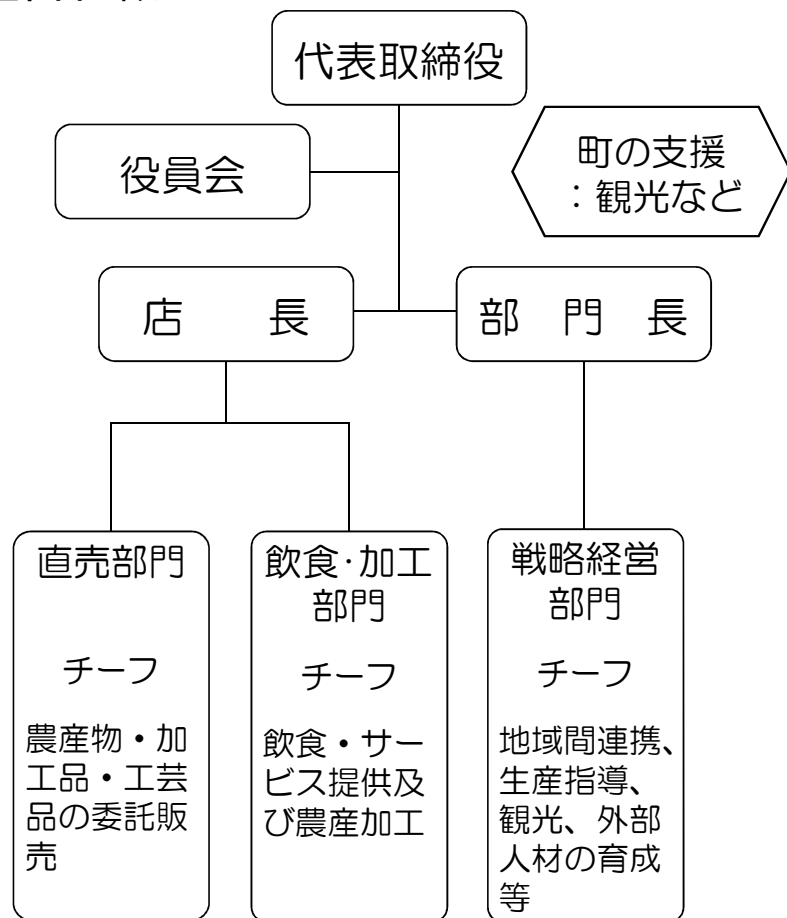 代表取締役
役員会
町の支援
：観光など
店　長
部　門　長
直売部門
チーフ
農産物・加
工品・工芸
品の委託販
売
飲食・加工
部門
チーフ
飲食・サー
ビス提供及
び農産加工
戦略経営
部門
チーフ
地域間連携、
生産指導、
観光、外部
人材の育成
等